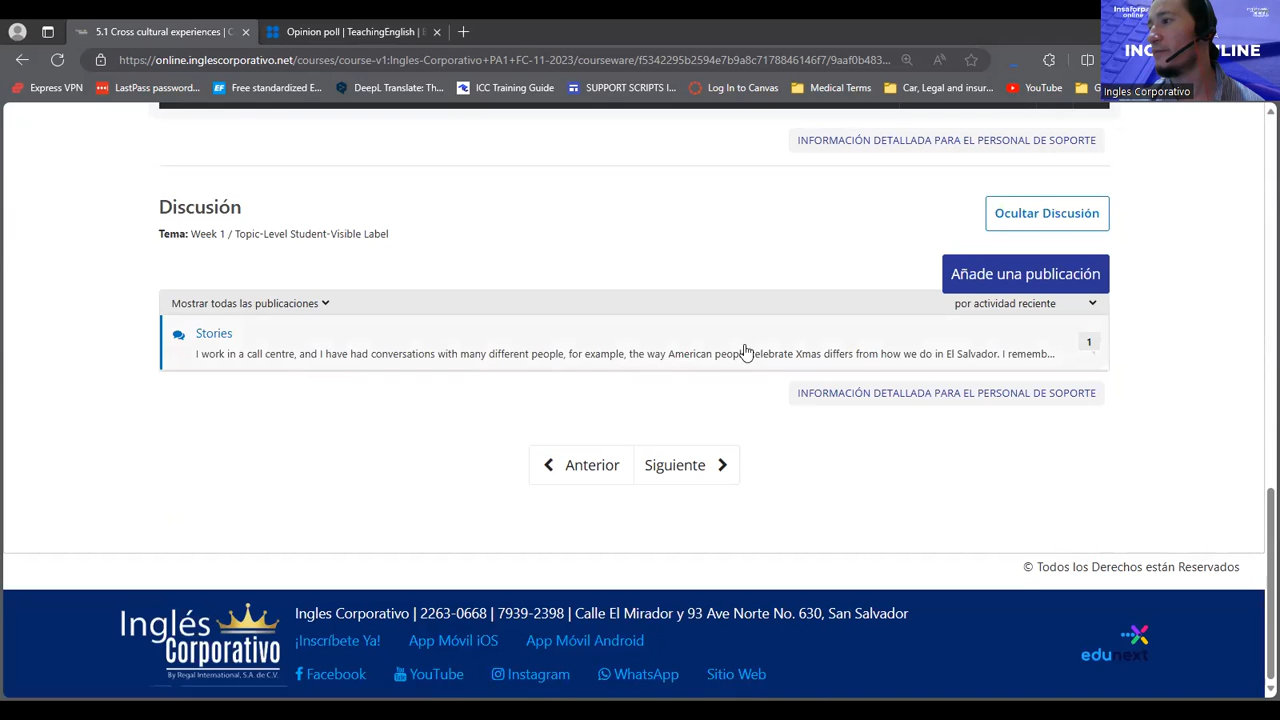 5.1 Cross cultural experiences | C
Opinion poll | TeachingEnglish | B
https://online.inglescorporativo.net/courses/course-v1:Ingles-Corporativo+PA1+FC-11-2023/courseware/f5342295b2594e7b9a8c7178846146f7/9aaf0b483...
Express VPN
LastPass password...
Free standardized E...
DeepL Translate: Th...
ICC Training Guide
SUPPORT SCRIPTS I...
Log In to Canvas
Medical Terms
Car, Legal and insur...
YouTube
Insaforp
online
Ingles Corporativo
INFORMACIÓN DETALLADA PARA EL PERSONAL DE SOPORTE
Discusión
Ocultar Discusión
Tema: Week 1 / Topic-Level Student-Visible Label
Añade una publicación
Mostrar todas las publicaciones
por actividad reciente
Stories
1
I work in a call centre, and I have had conversations with many different people, for example, the way American people celebrate Xmas differs from how we do in El Salvador. I rememb...
INFORMACIÓN DETALLADA PARA EL PERSONAL DE SOPORTE
Anterior
Siguiente
© Todos los Derechos están Reservados
Inglés
Corporativo
By Regal International, S.A. de C.V.
Ingles Corporativo | 2263-0668 | 7939-2398 | Calle El Mirador y 93 Ave Norte No. 630, San Salvador
¡Inscríbete Ya!
App Móvil iOS
App Móvil Android
Facebook
YouTube
Instagram
WhatsApp
Sitio Web
edunext